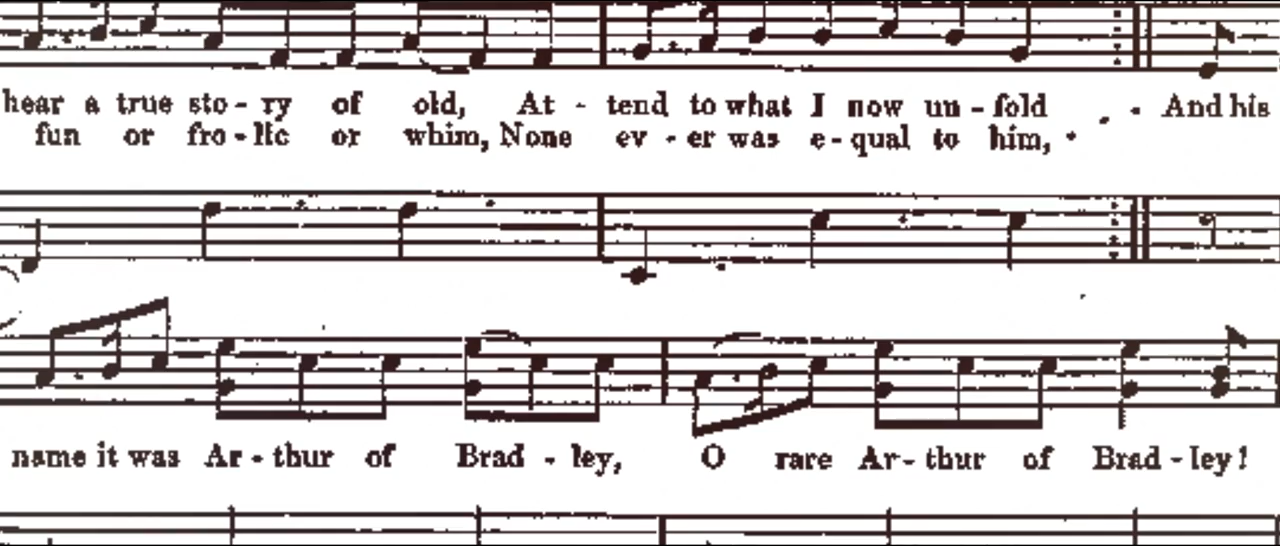 hear a true sto - ry of old, At - tend to what I now un - fold . - And his
fun or fro - lic or whim, None ev - er was e - qual to him, •
name it was Ar - thur of Brad - ley, O rare Ar - thur of Brad - ley!